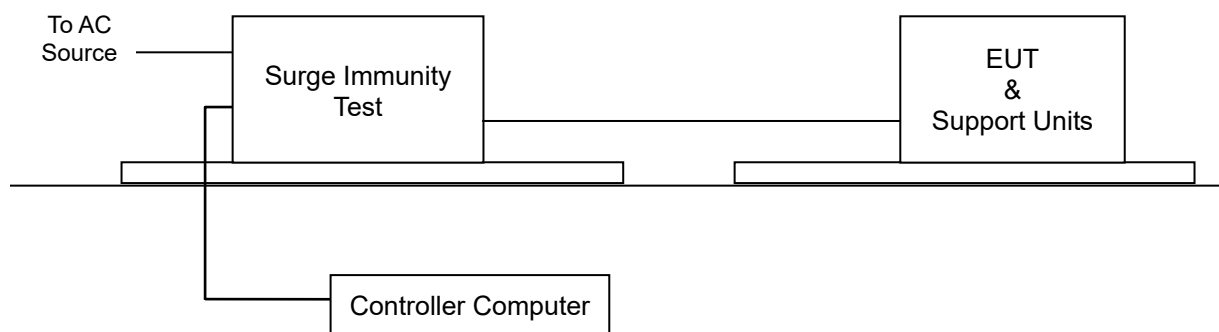 To AC
Source
Surge Immunity
Test
EUT
&
Support Units
Controller Computer